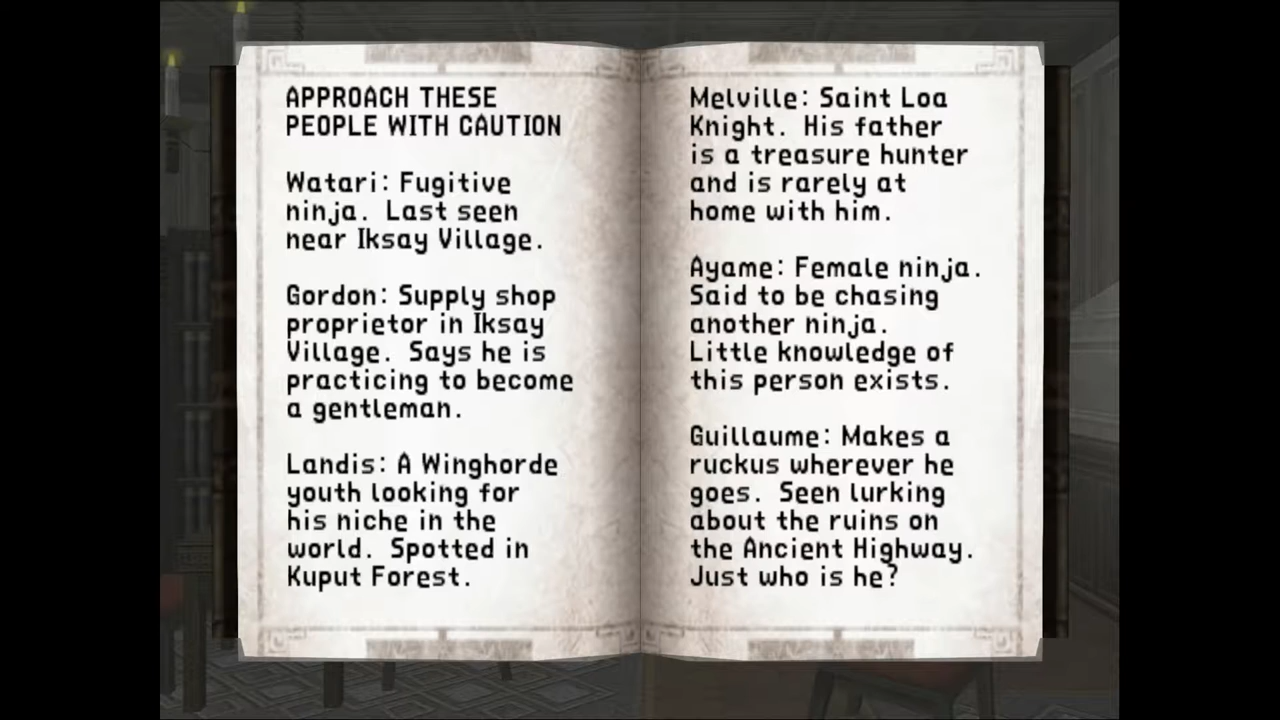 APPROACH THESE
PEOPLE WITH CAUTION
Watari: Fugitive
ninja.  Last seen
near Iksay Village.
Gordon: Supply shop
proprietor in Iksay
Village.  Says he is
practicing to become
a gentleman.
Landis: A Winghorde
youth looking for
his niche in the
world.  Spotted in
Kuput Forest.
Melville: Saint Loa
Knight.  His father
is a treasure hunter
and is rarely at
home with him.
Ayame: Female ninja.
Said to be chasing
another ninja.
Little knowledge of
this person exists.
Guillaume: Makes a
ruckus wherever he
goes.  Seen lurking
about the ruins on
the Ancient Highway.
Just who is he?